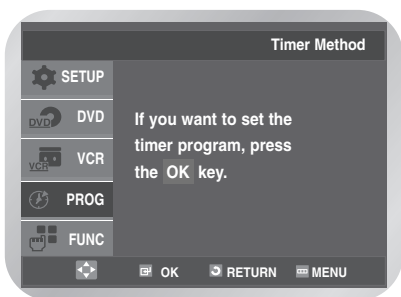 Timer Method
SETUP
DVD DVD
VCR VCR
PROG
FUNC
If you want to set the
timer program, press
the OK key.
OK RETURN MENU